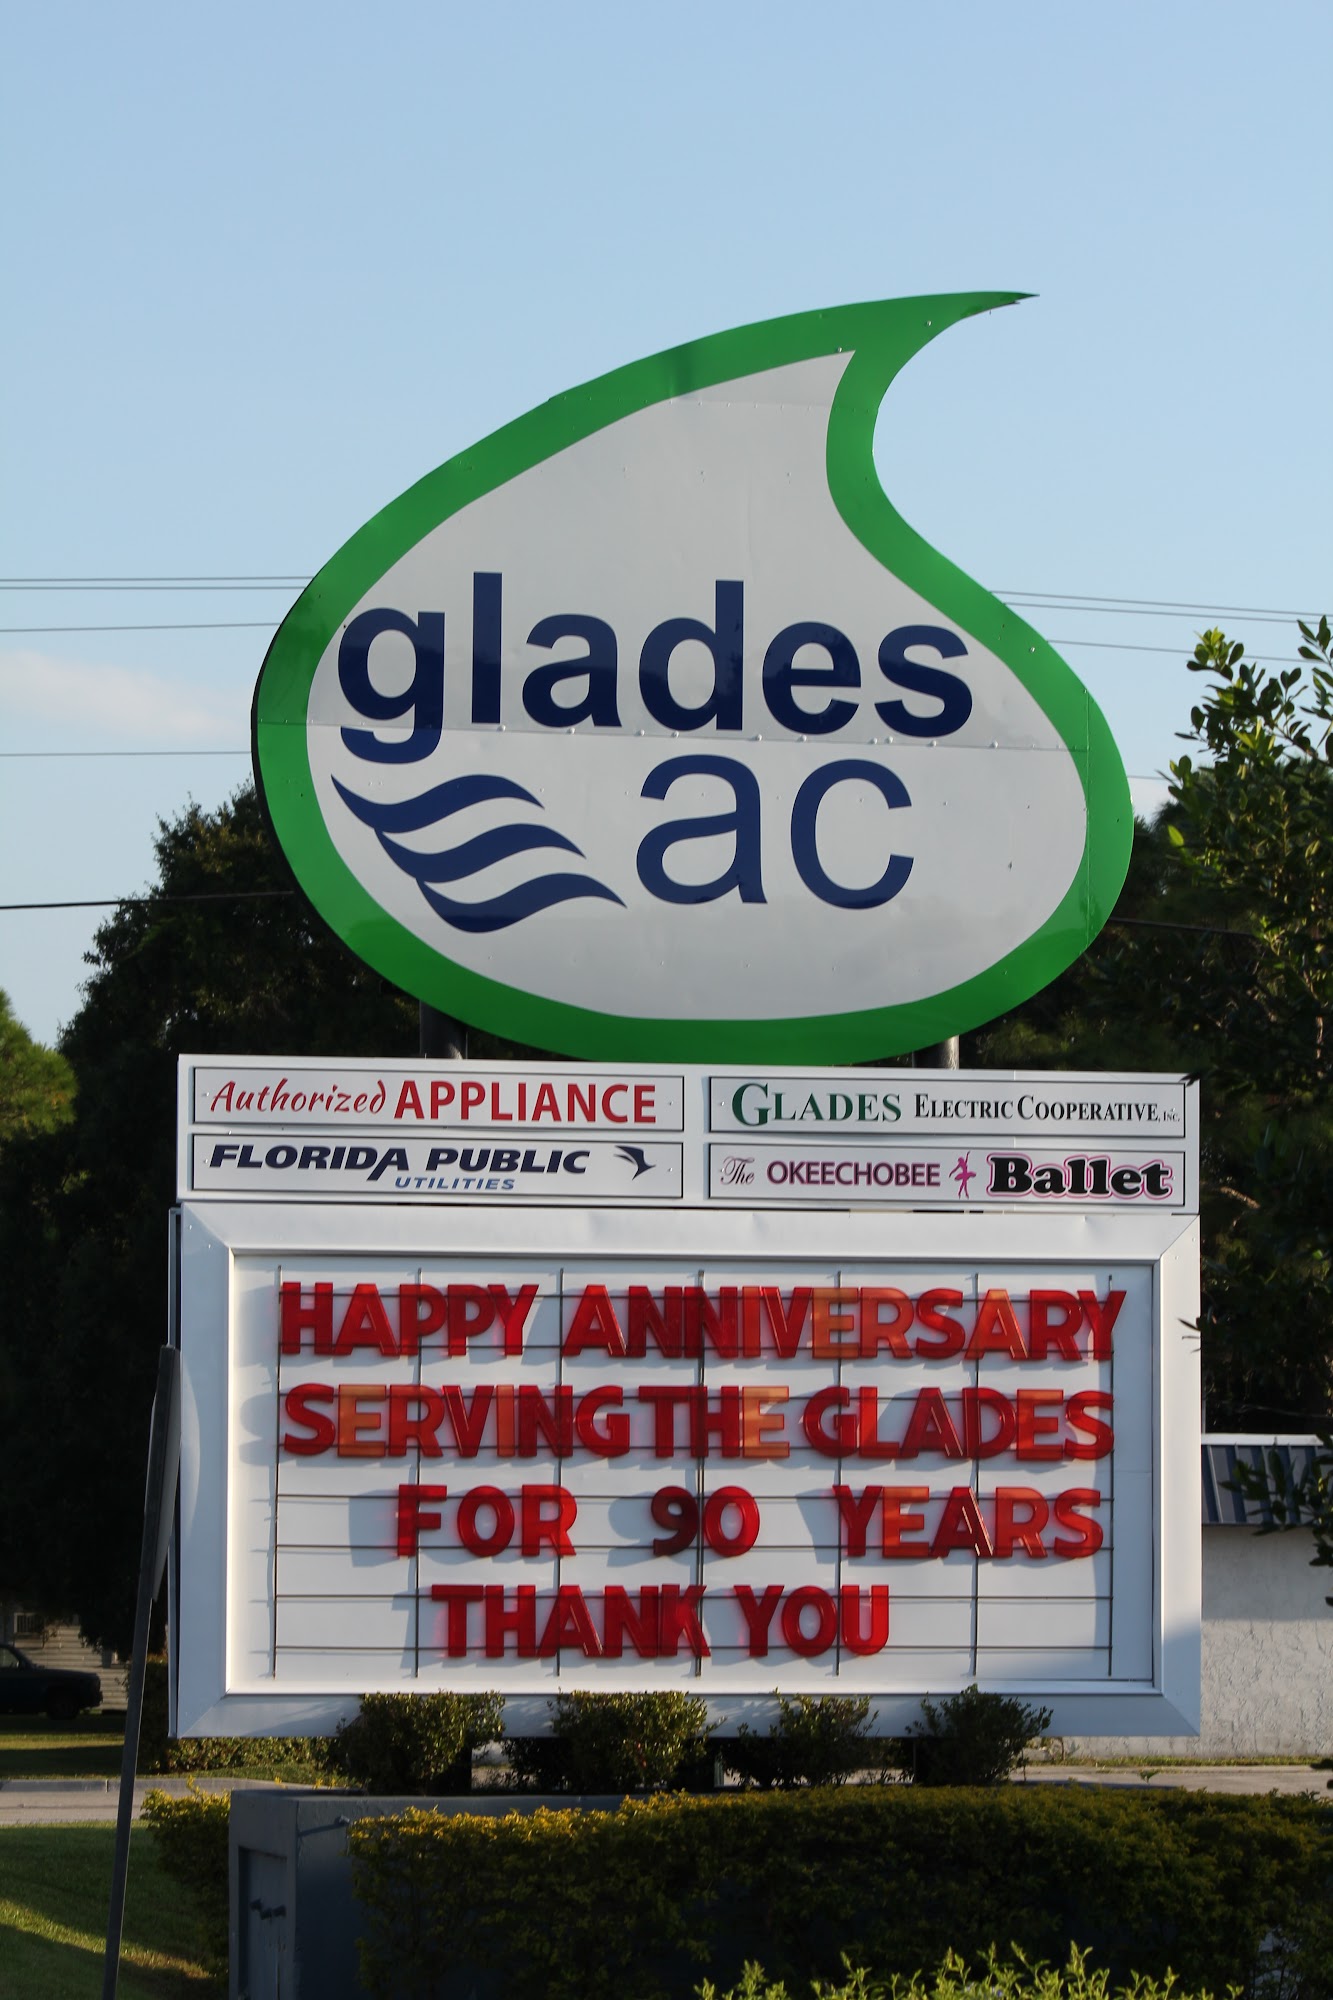 glades
ac
Authorized APPLIANCE
GLADES ELECTRIC COOPERATIVE, INC.
FLORIDA PUBLIC
UTILITIES
The OKEECHOBEE Ballet
HAPPY ANNIVERSARY
SERVING THE GLADES
FOR 90 YEARS
THANK YOU